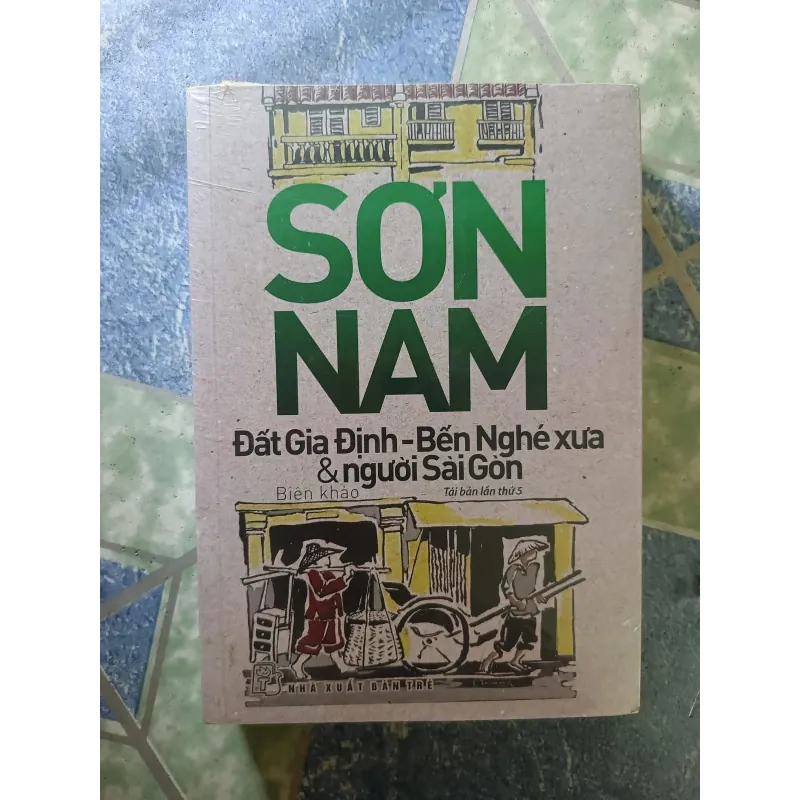 SƠN
NAM
Đất Gia Định - Bến Nghé xưa
& người Sài Gòn
Biên khảo
Tái bản lần thứ 5
NHÀ XUẤT BẢN TRẺ